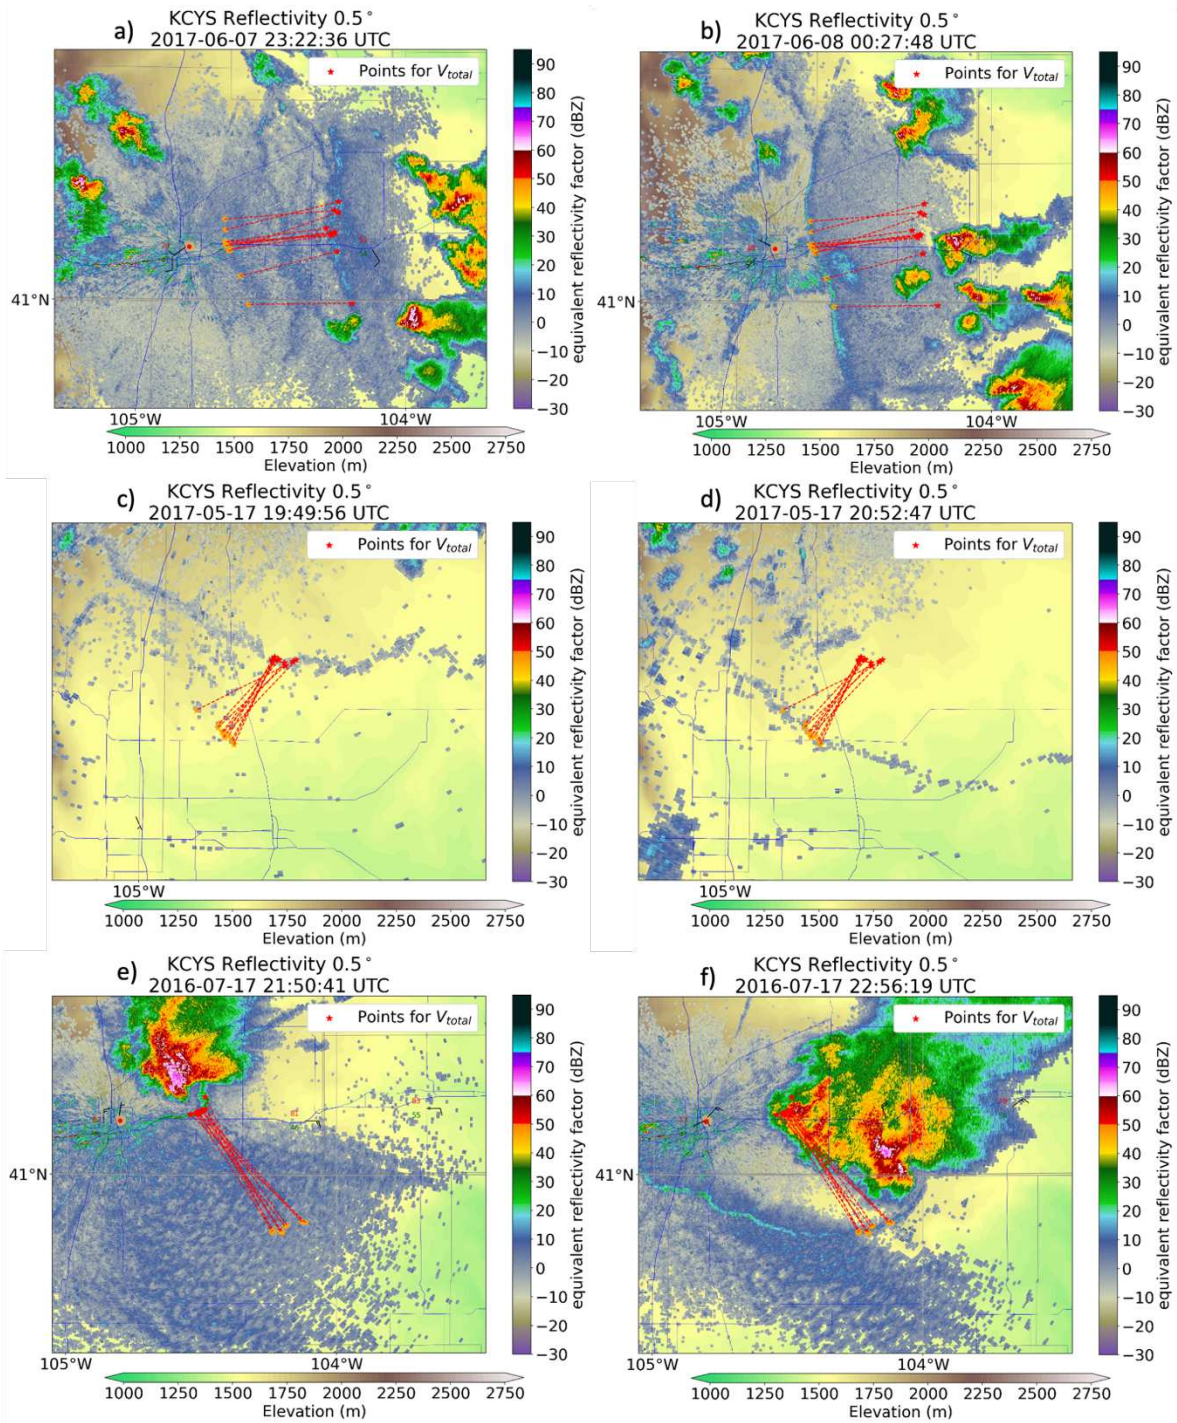 a)
KCYS Reflectivity 0.5°
2017-06-07 23:22:36 UTC
Points for V_total
41°N
105°W
104°W
90
80
70
60
50
40
30
20
10
0
−10
−20
−30
equivalent reflectivity factor (dBZ)
1000 1250 1500 1750 2000 2250 2500 2750
Elevation (m)
b)
KCYS Reflectivity 0.5°
2017-06-08 00:27:48 UTC
Points for V_total
41°N
105°W
104°W
90
80
70
60
50
40
30
20
10
0
−10
−20
−30
equivalent reflectivity factor (dBZ)
1000 1250 1500 1750 2000 2250 2500 2750
Elevation (m)
c)
KCYS Reflectivity 0.5°
2017-05-17 19:49:56 UTC
Points for V_total
105°W
90
80
70
60
50
40
30
20
10
0
−10
−20
−30
equivalent reflectivity factor (dBZ)
1000 1250 1500 1750 2000 2250 2500 2750
Elevation (m)
d)
KCYS Reflectivity 0.5°
2017-05-17 20:52:47 UTC
Points for V_total
105°W
90
80
70
60
50
40
30
20
10
0
−10
−20
−30
equivalent reflectivity factor (dBZ)
1000 1250 1500 1750 2000 2250 2500 2750
Elevation (m)
e)
KCYS Reflectivity 0.5°
2016-07-17 21:50:41 UTC
Points for V_total
41°N
105°W
104°W
90
80
70
60
50
40
30
20
10
0
−10
−20
−30
equivalent reflectivity factor (dBZ)
1000 1250 1500 1750 2000 2250 2500 2750
Elevation (m)
f)
KCYS Reflectivity 0.5°
2016-07-17 22:56:19 UTC
Points for V_total
41°N
105°W
104°W
90
80
70
60
50
40
30
20
10
0
−10
−20
−30
equivalent reflectivity factor (dBZ)
1000 1250 1500 1750 2000 2250 2500 2750
Elevation (m)